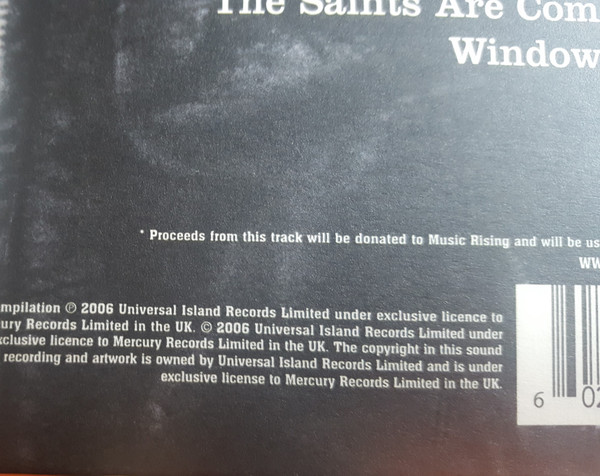 The Saints Are Com
Window
* Proceeds from this track will be donated to Music Rising and will be us
WW
mpilation ℗ 2006 Universal Island Records Limited under exclusive licence to
ury Records Limited in the UK. © 2006 Universal Island Records Limited under
xclusive licence to Mercury Records Limited in the UK. The copyright in this sound
recording and artwork is owned by Universal Island Records Limited and is under
exclusive license to Mercury Records Limited in the UK.
6 02